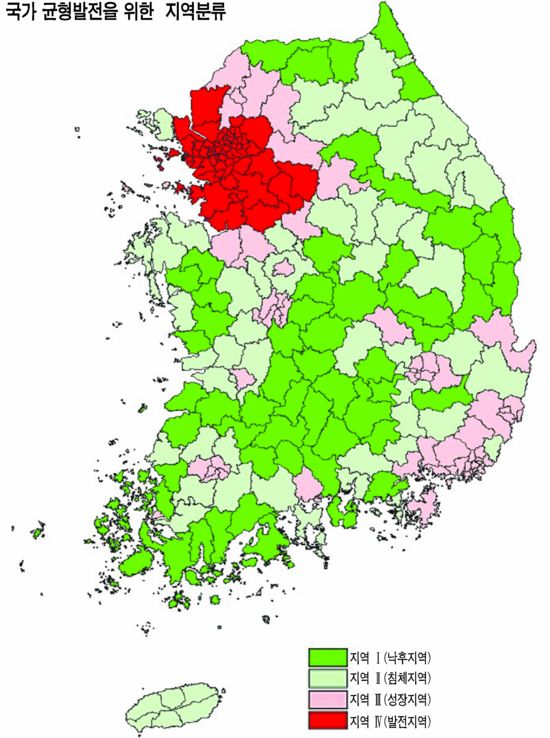 국가 균형발전을 위한 지역분류
지역 Ⅰ (낙후지역)
지역 Ⅱ (침체지역)
지역 Ⅲ (성장지역)
지역 Ⅳ (발전지역)